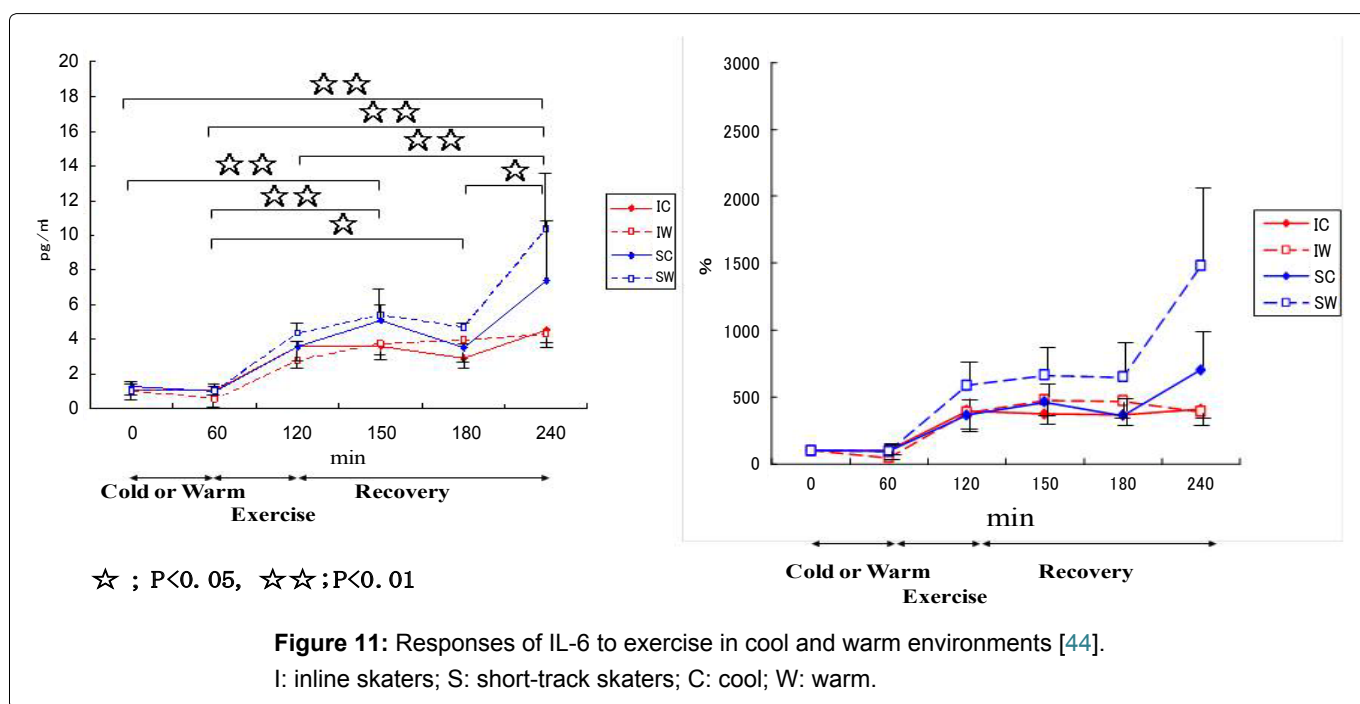 20
18
16
14
12
10
8
6
4
2
0
pg/ml
☆☆
☆☆
☆☆
☆☆
☆
☆☆
☆
0 60 120 150 180 240
min
Cold or Warm Recovery
Exercise
IC
IW
SC
SW
☆ ; P<0.05, ☆☆;P<0.01
3000
2500
2000
1500
1000
500
0
%
0 60 120 150 180 240
min
Cold or Warm Recovery
Exercise
IC
IW
SC
SW
Figure 11: Responses of IL-6 to exercise in cool and warm environments [44].
I: inline skaters; S: short-track skaters; C: cool; W: warm.